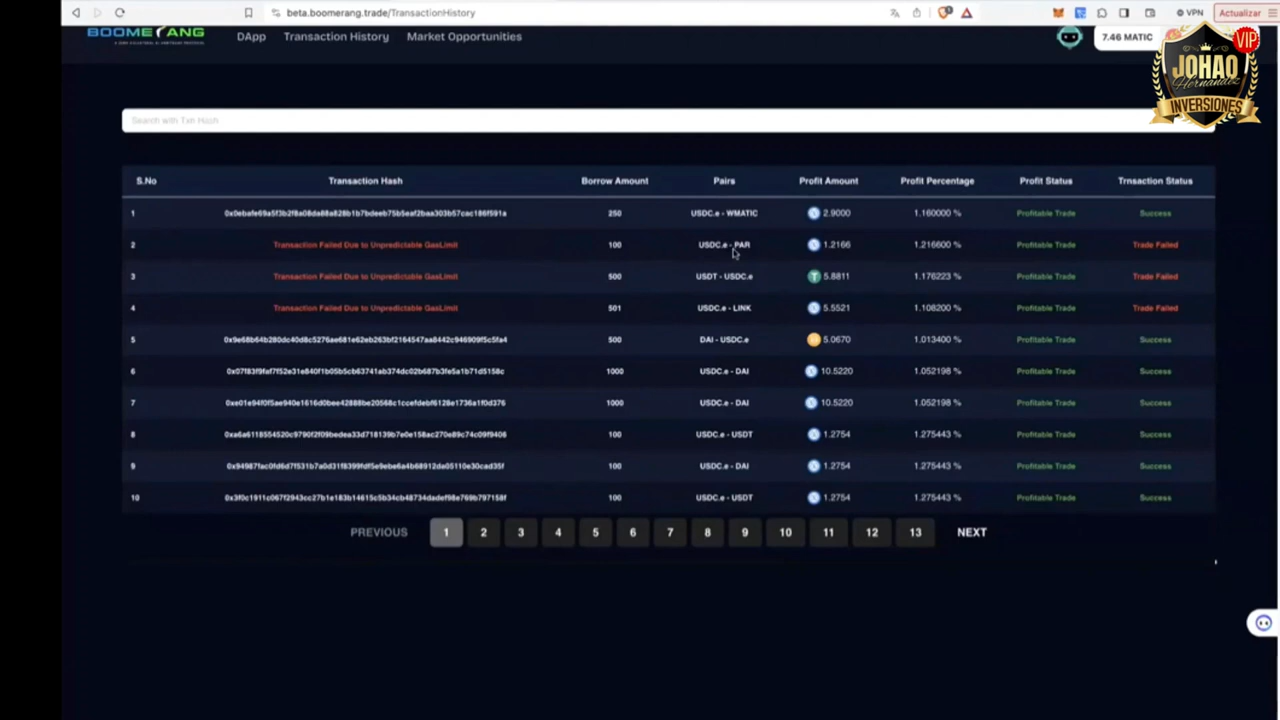 beta.boomerang.trade/TransactionHistory
VPN
Actualizar
BOOMERANG
DApp Transaction History Market Opportunities
7.46 MATIC
VIP
JOHAO
Hernandez
INVERSIONES
Search with Txn Hash
S.No Transaction Hash Borrow Amount Pairs Profit Amount Profit Percentage Profit Status Trnsaction Status
1 250 USDC.e - WMATIC 2.9000 1.160000 % Profitable Trade Success
2 Transaction Failed Due to Unpredictable GasLimit 100 USDC.e - PAR 1.2166 1.216600 % Profitable Trade Trade Failed
3 Transaction Failed Due to Unpredictable GasLimit 500 USDT - USDC.e 5.8811 1.176223 % Profitable Trade Trade Failed
4 Transaction Failed Due to Unpredictable GasLimit 501 USDC.e - LINK 5.5521 1.108200 % Profitable Trade Trade Failed
5 500 DAI - USDC.e 5.0670 1.013400 % Profitable Trade Success
6 1000 USDC.e - DAI 10.5220 1.052198 % Profitable Trade Success
7 1000 USDC.e - DAI 10.5220 1.052198 % Profitable Trade Success
8 100 USDC.e - USDT 1.2754 1.275443 % Profitable Trade Success
9 100 USDC.e - DAI 1.2754 1.275443 % Profitable Trade Success
10 100 USDC.e - USDT 1.2754 1.275443 % Profitable Trade Success
PREVIOUS 1 2 3 4 5 6 7 8 9 10 11 12 13 NEXT